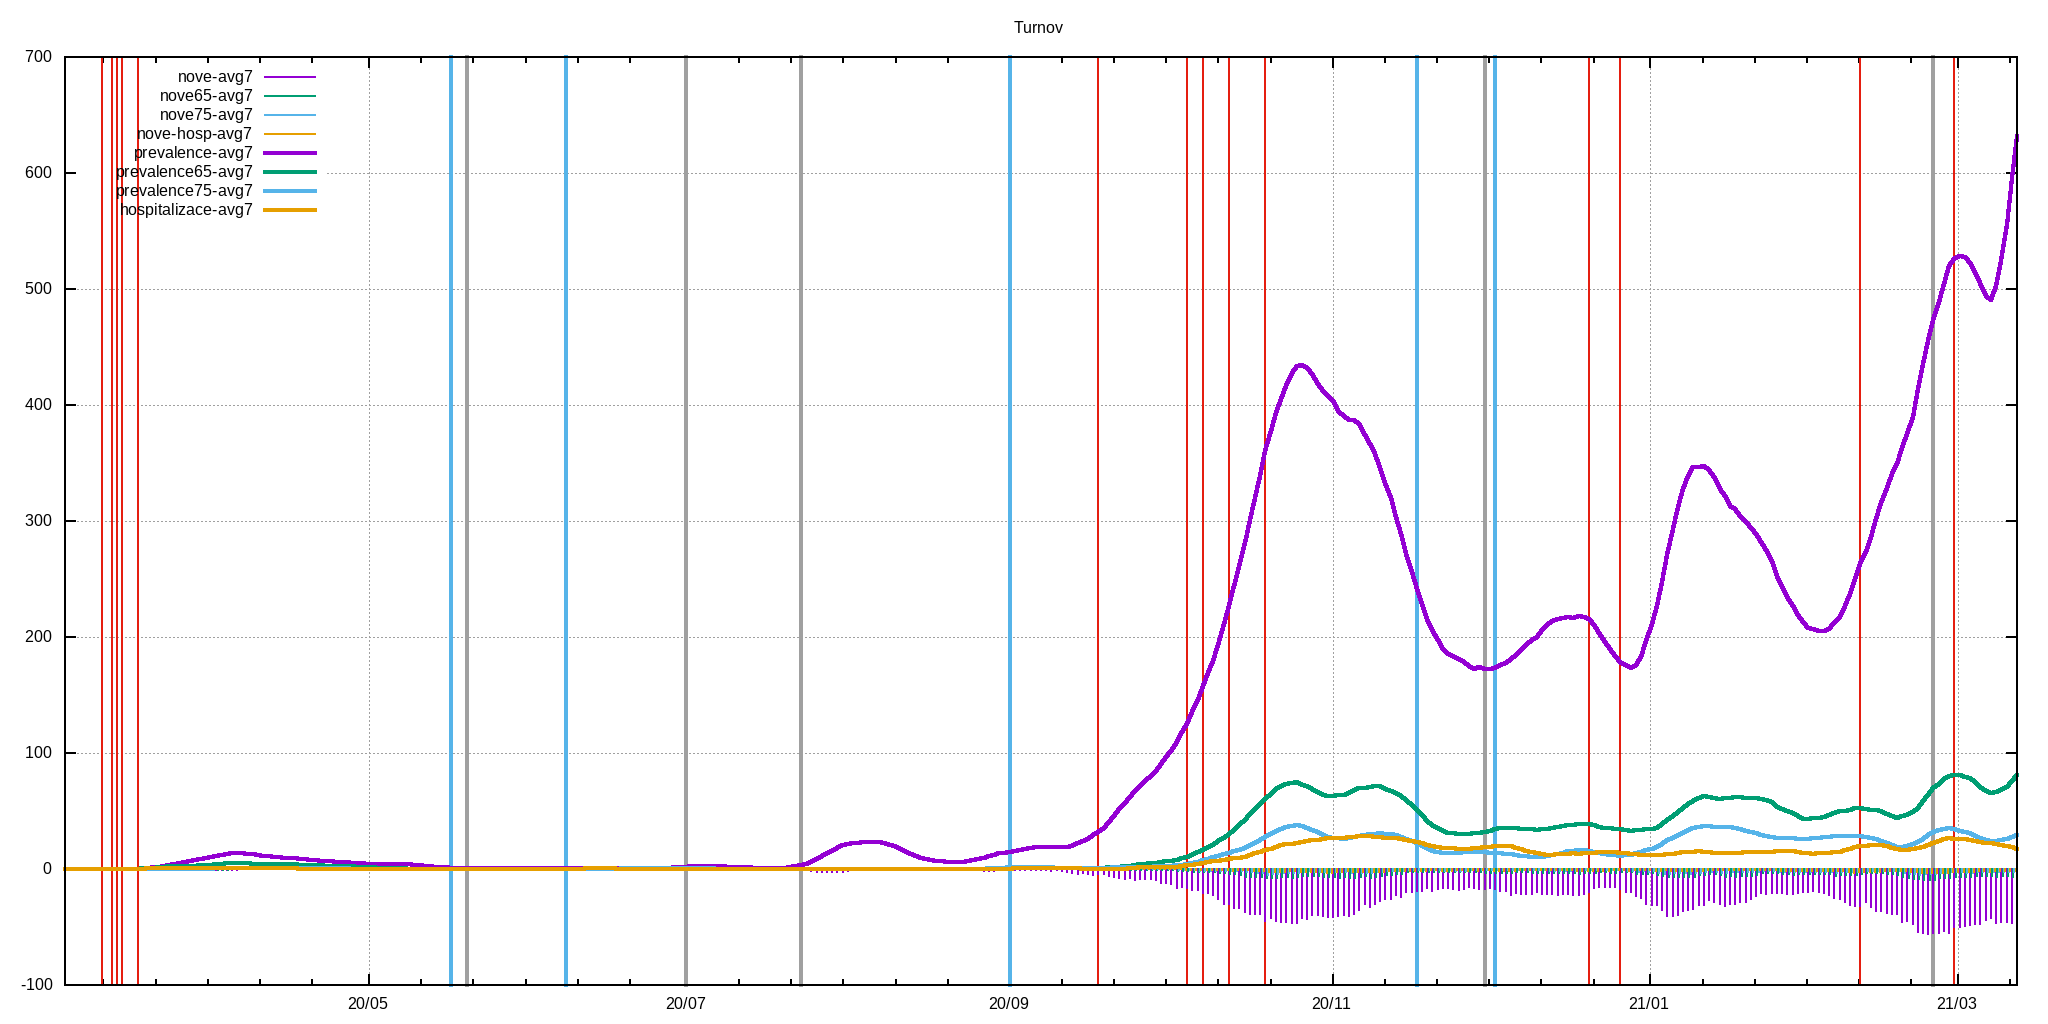 Turnov
700
600
500
400
300
200
100
0
-100
nove-avg7
nove65-avg7
nove75-avg7
nove-hosp-avg7
prevalence-avg7
prevalence65-avg7
prevalence75-avg7
hospitalizace-avg7
20/05
20/07
20/09
20/11
21/01
21/03